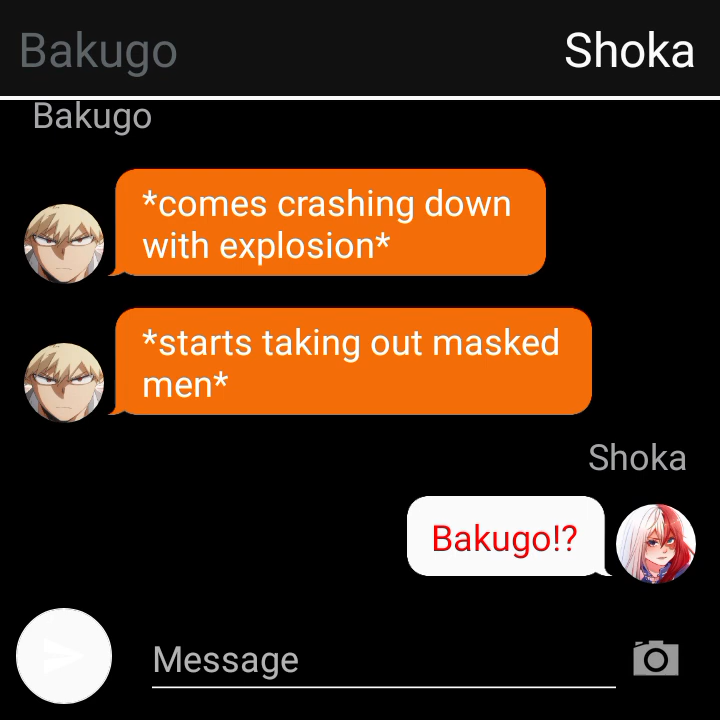 Bakugo
Shoka
Bakugo
*comes crashing down
with explosion*
*starts taking out masked
men*
Shoka
Bakugo!?
Message